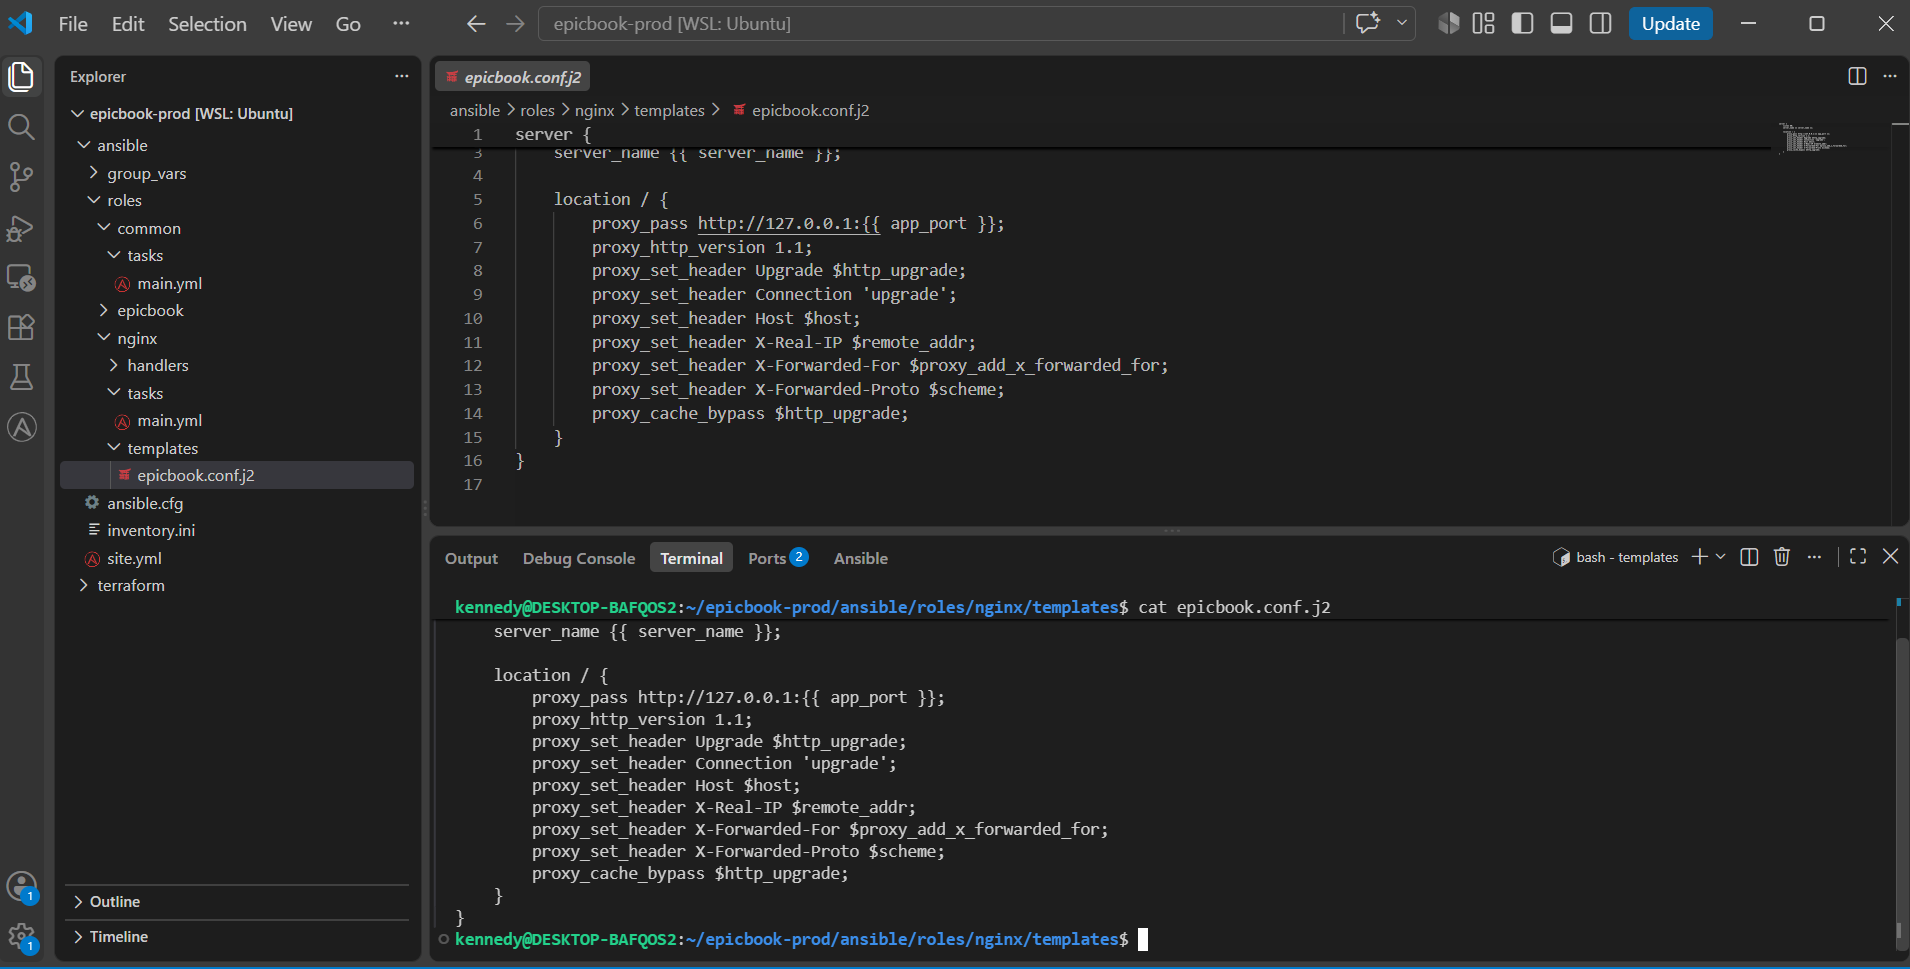 File Edit Selection View Go ···
epicbook-prod [WSL: Ubuntu]
Update
Explorer
epicbook-prod [WSL: Ubuntu]
ansible
group_vars
roles
common
tasks
main.yml
epicbook
nginx
handlers
tasks
main.yml
templates
epicbook.conf.j2
ansible.cfg
inventory.ini
site.yml
terraform
Outline
Timeline
1
1
epicbook.conf.j2
ansible > roles > nginx > templates > epicbook.conf.j2
1 server {
3 server_name {{ server_name }};
4
5 location / {
6 proxy_pass http://127.0.0.1:{{ app_port }};
7 proxy_http_version 1.1;
8 proxy_set_header Upgrade $http_upgrade;
9 proxy_set_header Connection 'upgrade';
10 proxy_set_header Host $host;
11 proxy_set_header X-Real-IP $remote_addr;
12 proxy_set_header X-Forwarded-For $proxy_add_x_forwarded_for;
13 proxy_set_header X-Forwarded-Proto $scheme;
14 proxy_cache_bypass $http_upgrade;
15 }
16 }
17
Output Debug Console Terminal Ports 2 Ansible
bash - templates
kennedy@DESKTOP-BAFQOS2:~/epicbook-prod/ansible/roles/nginx/templates$ cat epicbook.conf.j2
server_name {{ server_name }};
location / {
proxy_pass http://127.0.0.1:{{ app_port }};
proxy_http_version 1.1;
proxy_set_header Upgrade $http_upgrade;
proxy_set_header Connection 'upgrade';
proxy_set_header Host $host;
proxy_set_header X-Real-IP $remote_addr;
proxy_set_header X-Forwarded-For $proxy_add_x_forwarded_for;
proxy_set_header X-Forwarded-Proto $scheme;
proxy_cache_bypass $http_upgrade;
}
}
kennedy@DESKTOP-BAFQOS2:~/epicbook-prod/ansible/roles/nginx/templates$